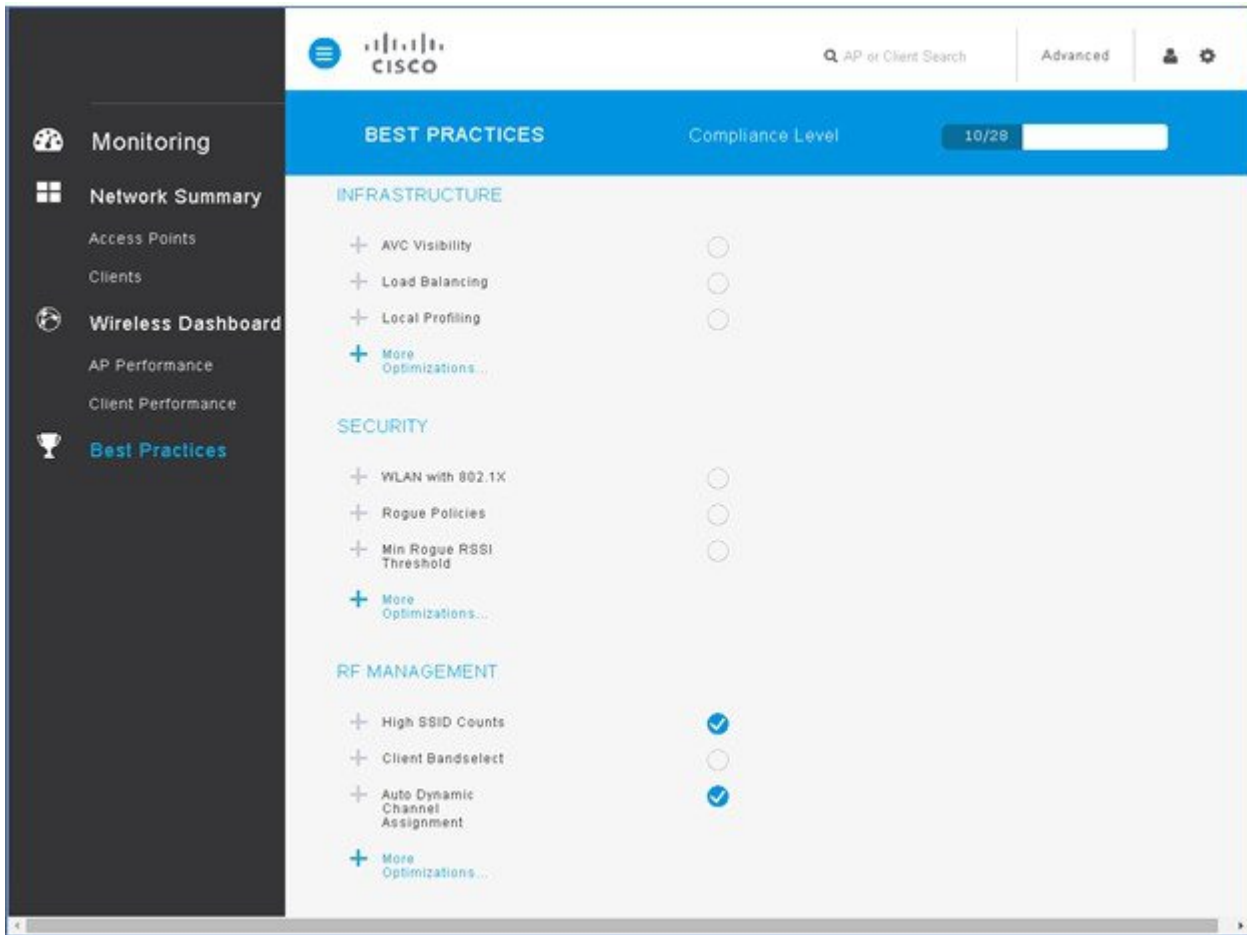 CISCO
AP or Client Search
Advanced
Monitoring
Network Summary
Access Points
Clients
Wireless Dashboard
AP Performance
Client Performance
Best Practices
BEST PRACTICES
Compliance Level
10/28
INFRASTRUCTURE
AVC Visibility
Load Balancing
Local Profiling
More
Optimizations...
SECURITY
WLAN with 802.1X
Rogue Policies
Min Rogue RSSI
Threshold
More
Optimizations...
RF MANAGEMENT
High SSID Counts
Client Bandselect
Auto Dynamic
Channel
Assignment
More
Optimizations...